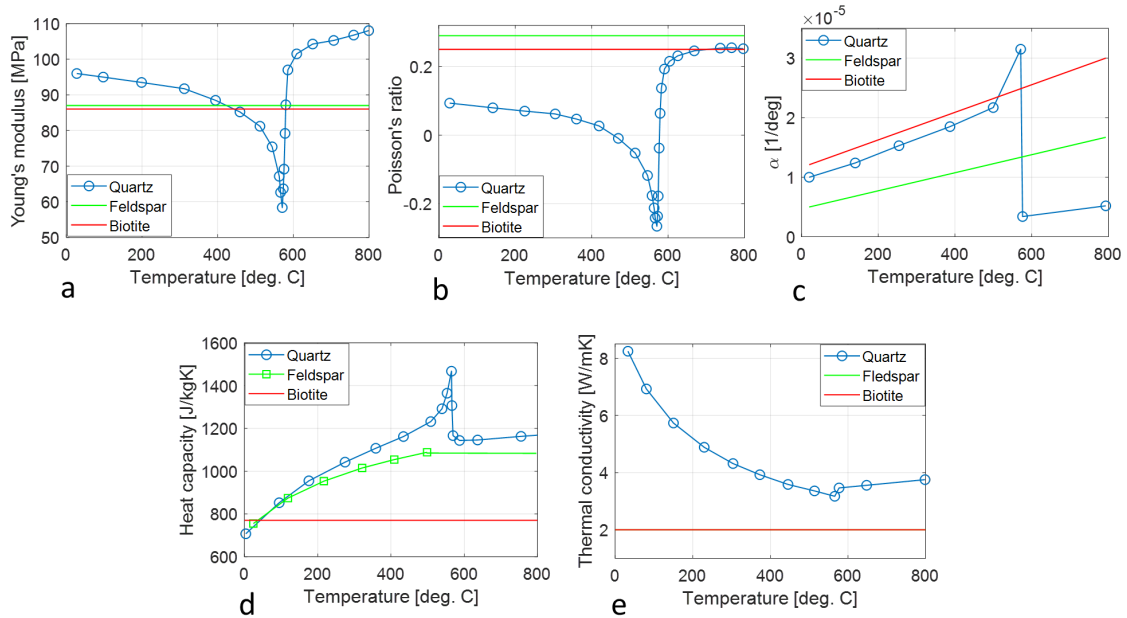 110
100
90
80
70
60
50
Young's modulus [MPa]
Quartz
Feldspar
Biotite
0 200 400 600 800
Temperature [deg. C]
a
0.2
0
-0.2
Poisson's ratio
Quartz
Feldspar
Biotite
0 200 400 600 800
Temperature [deg. C]
b
×10⁻⁵
3
2
1
0
α [1/deg]
Quartz
Feldspar
Biotite
0 200 400 600 800
Temperature [deg. C]
c
1600
1400
1200
1000
800
600
Heat capacity [J/kgK]
Quartz
Feldspar
Biotite
0 200 400 600 800
Temperature [deg. C]
d
8
6
4
2
Thermal conductivity [W/mK]
Quartz
Fledspar
Biotite
0 200 400 600 800
Temperature [deg. C]
e